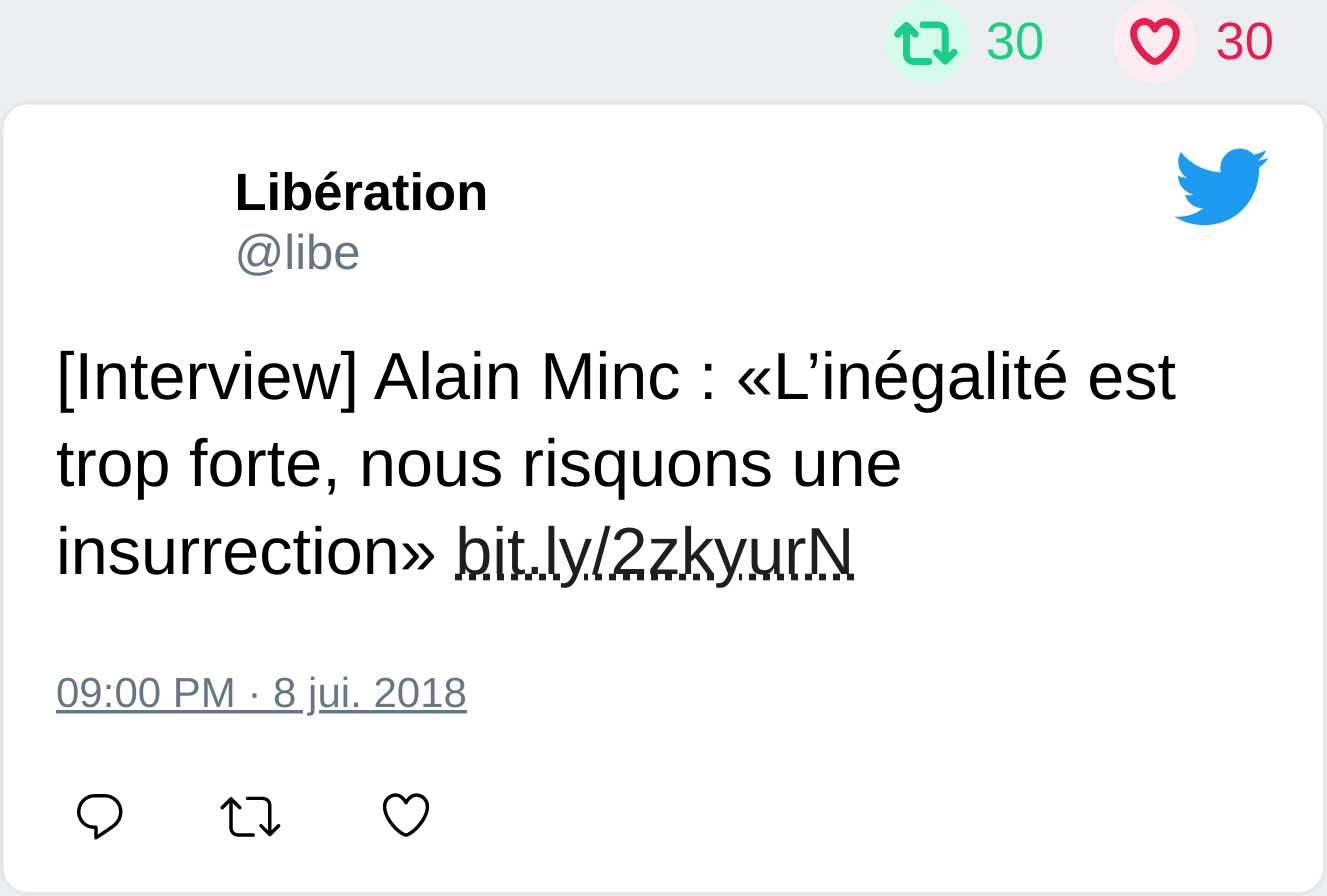 30 30
Libération
@libe
[Interview] Alain Minc : «L’inégalité est
trop forte, nous risquons une
insurrection» bit.ly/2zkyurN
09:00 PM · 8 jui. 2018